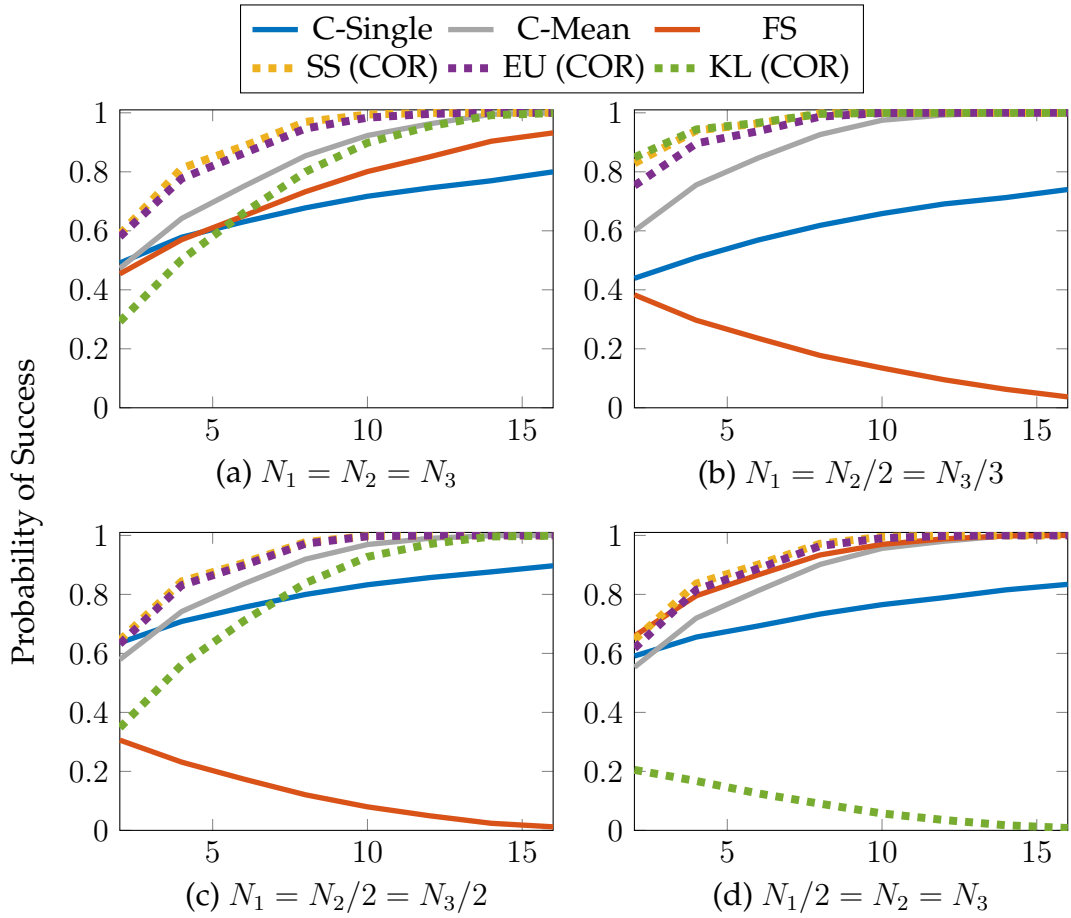 C-Single C-Mean FS
SS (COR) EU (COR) KL (COR)
Probability of Success
1 1
0.8 0.8
0.6 0.6
0.4 0.4
0.2 0.2
0 0
5 10 15 5 10 15
(a) N₁ = N₂ = N₃ (b) N₁ = N₂/2 = N₃/3
1 1
0.8 0.8
0.6 0.6
0.4 0.4
0.2 0.2
0 0
5 10 15 5 10 15
(c) N₁ = N₂/2 = N₃/2 (d) N₁/2 = N₂ = N₃